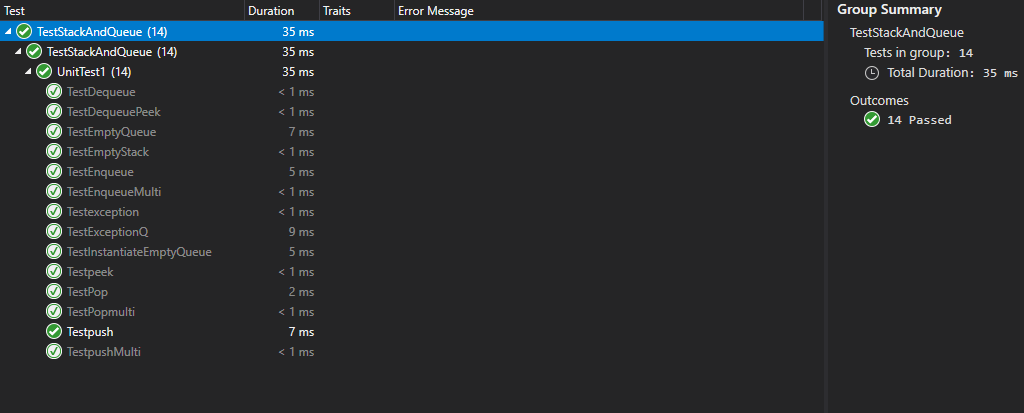 Test Duration Traits Error Message
TestStackAndQueue (14) 35 ms
TestStackAndQueue (14) 35 ms
UnitTest1 (14) 35 ms
TestDequeue < 1 ms
TestDequeuePeek < 1 ms
TestEmptyQueue 7 ms
TestEmptyStack < 1 ms
TestEnqueue 5 ms
TestEnqueueMulti < 1 ms
Testexception < 1 ms
TestExceptionQ 9 ms
TestInstantiateEmptyQueue 5 ms
Testpeek < 1 ms
TestPop 2 ms
TestPopmulti < 1 ms
Testpush 7 ms
TestpushMulti < 1 ms
Group Summary
TestStackAndQueue
Tests in group: 14
Total Duration: 35 ms
Outcomes
14 Passed